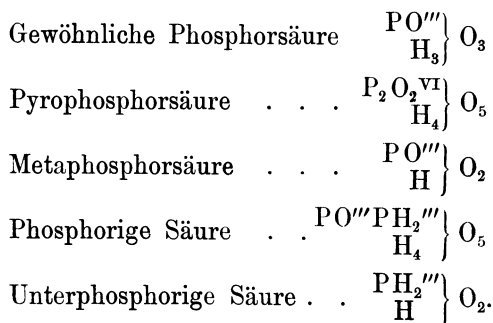 Gewöhnliche Phosphorsäure PO‴ H₃} O₃
Pyrophosphorsäure . . . P₂O₂ⱽᴵ H₄} O₅
Metaphosphorsäure . . . PO‴ H} O₂
Phosphorige Säure . . PO‴PH₂‴ H₄} O₅
Unterphosphorige Säure . . PH₂‴ H} O₂.